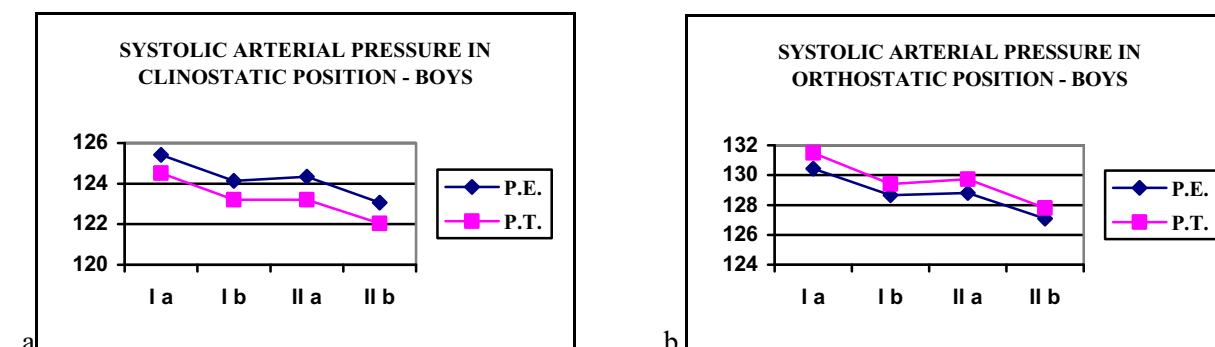 SYSTOLIC ARTERIAL PRESSURE IN
CLINOSTATIC POSITION - BOYS
126
124
122
120
I a
I b
II a
II b
P.E.
P.T.
a
SYSTOLIC ARTERIAL PRESSURE IN
ORTHOSTATIC POSITION - BOYS
132
130
128
126
124
I a
I b
II a
II b
P.E.
P.T.
b